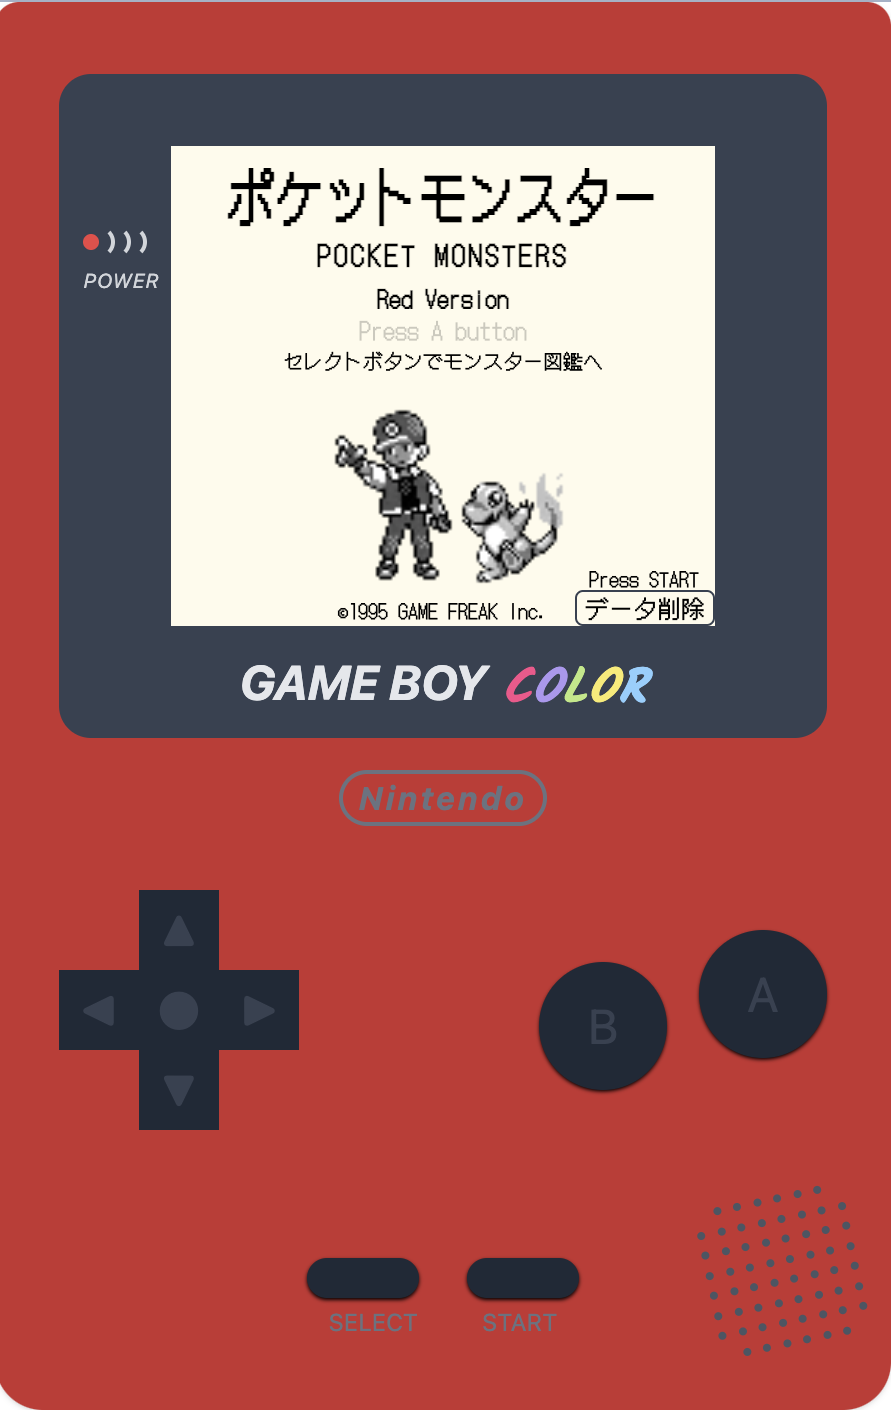 ポケットモンスター
POCKET MONSTERS
Red Version
Press A button
セレクトボタンでモンスター図鑑へ
POWER
Press START
データ削除
©1995 GAME FREAK Inc.
GAME BOY COLOR
Nintendo
B
A
SELECT
START